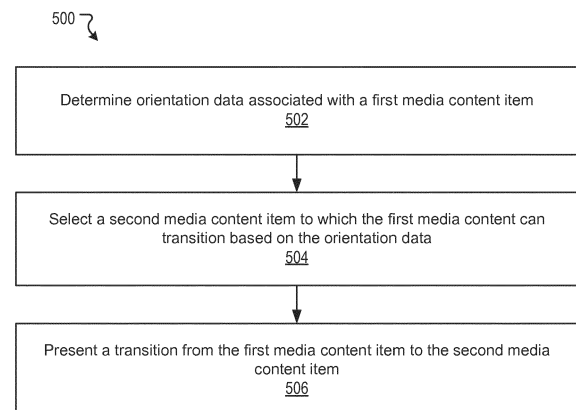 500
Determine orientation data associated with a first media content item
502
Select a second media content item to which the first media content can
transition based on the orientation data
504
Present a transition from the first media content item to the second media
content item
506